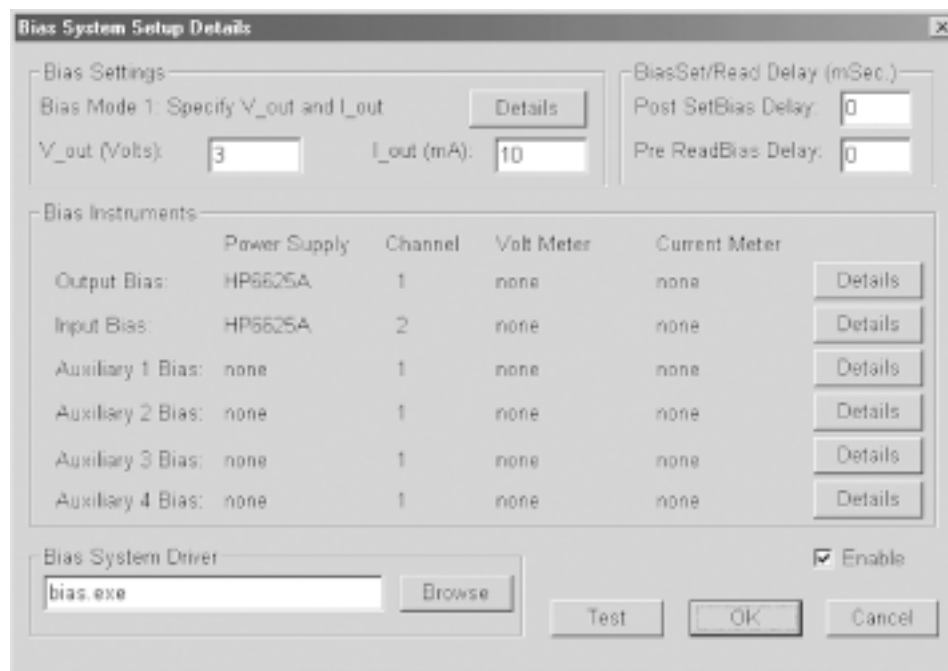 Bias System Setup Details
Bias Settings
Bias Mode 1: Specify V_out and I_out
Details
V_out (Volts):
3
I_out (mA):
10
BiasSet/Read Delay (mSec.)
Post SetBias Delay:
0
Pre ReadBias Delay:
0
Bias Instruments
Power Supply Channel Volt Meter Current Meter
Output Bias: HP6625A 1 none none Details
Input Bias: HP6625A 2 none none Details
Auxiliary 1 Bias: none 1 none none Details
Auxiliary 2 Bias: none 1 none none Details
Auxiliary 3 Bias: none 1 none none Details
Auxiliary 4 Bias: none 1 none none Details
Bias System Driver
bias.exe
Browse
Enable
Test
OK
Cancel